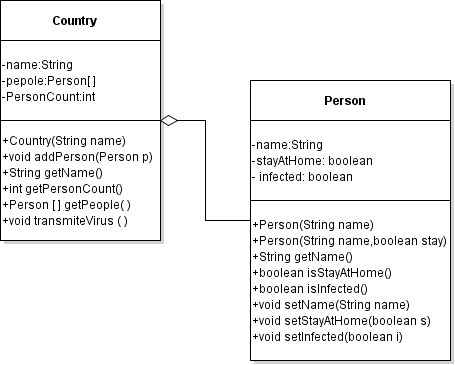 Country
-name:String
-pepole:Person[ ]
-PersonCount:int
+Country(String name)
+void addPerson(Person p)
+String getName()
+int getPersonCount()
+Person [ ] getPeople( )
+void transmiteVirus ( )
Person
-name:String
-stayAtHome: boolean
- infected: boolean
+Person(String name)
+Person(String name,boolean stay)
+String getName()
+boolean isStayAtHome()
+boolean isInfected()
+void setName(String name)
+void setStayAtHome(boolean s)
+void setInfected(boolean i)